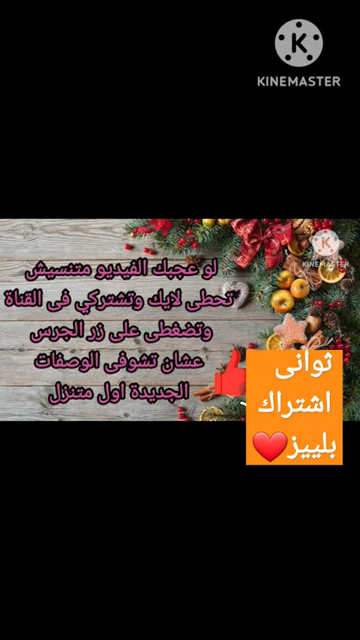 KINEMASTER
KINEMASTER
لو عجبك الفيديو متنسيش
تحطى لايك وتشتركي فى القناة
وتضغطى على زر الجرس
عشان تشوفى الوصفات
الجديدة اول متنزل
ثوانى
اشتراك
بلييز❤️